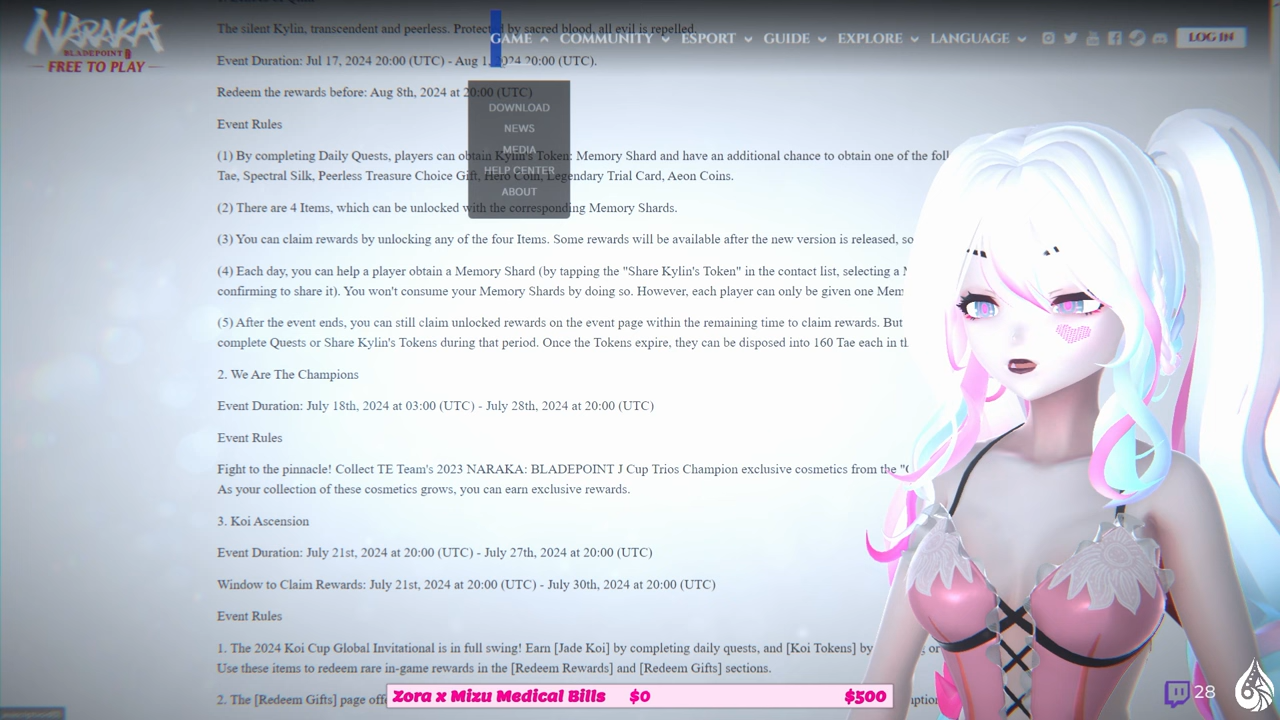 NARAKA
BLADEPOINT
FREE TO PLAY
GAME COMMUNITY ESPORT GUIDE EXPLORE LANGUAGE LOG IN
DOWNLOAD
NEWS
MEDIA
HELP CENTER
ABOUT
The silent Kylin, transcendent and peerless. Protected by sacred blood, all evil is repelled.
Event Duration: Jul 17, 2024 20:00 (UTC) - Aug 1, 2024 20:00 (UTC).
Redeem the rewards before: Aug 8th, 2024 at 20:00 (UTC)
Event Rules
(1) By completing Daily Quests, players can obtain Kylin's Token: Memory Shard and have an additional chance to obtain one of the foll
Tae, Spectral Silk, Peerless Treasure Choice Gift, Hero Coin, Legendary Trial Card, Aeon Coins.
(2) There are 4 Items, which can be unlocked with the corresponding Memory Shards.
(3) You can claim rewards by unlocking any of the four Items. Some rewards will be available after the new version is released, so
(4) Each day, you can help a player obtain a Memory Shard (by tapping the "Share Kylin's Token" in the contact list, selecting a M
confirming to share it). You won't consume your Memory Shards by doing so. However, each player can only be given one Mem
(5) After the event ends, you can still claim unlocked rewards on the event page within the remaining time to claim rewards. But
complete Quests or Share Kylin's Tokens during that period. Once the Tokens expire, they can be disposed into 160 Tae each in th
2. We Are The Champions
Event Duration: July 18th, 2024 at 03:00 (UTC) - July 28th, 2024 at 20:00 (UTC)
Event Rules
Fight to the pinnacle! Collect TE Team's 2023 NARAKA: BLADEPOINT J Cup Trios Champion exclusive cosmetics from the "C
As your collection of these cosmetics grows, you can earn exclusive rewards.
3. Koi Ascension
Event Duration: July 21st, 2024 at 20:00 (UTC) - July 27th, 2024 at 20:00 (UTC)
Window to Claim Rewards: July 21st, 2024 at 20:00 (UTC) - July 30th, 2024 at 20:00 (UTC)
Event Rules
1. The 2024 Koi Cup Global Invitational is in full swing! Earn [Jade Koi] by completing daily quests, and [Koi Tokens] by or
Use these items to redeem rare in-game rewards in the [Redeem Rewards] and [Redeem Gifts] sections.
2. The [Redeem Gifts] page offe ption
Zora x Mizu Medical Bills $0 $500
28